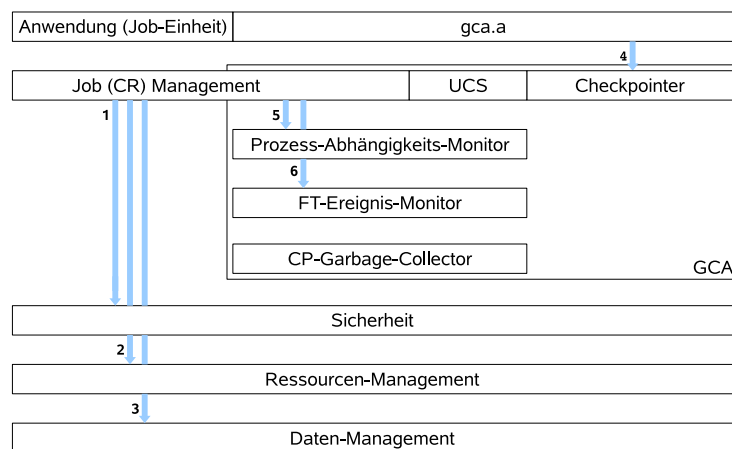 Anwendung (Job-Einheit) gca.a
4
Job (CR) Management UCS Checkpointer
1 5
Prozess-Abhängigkeits-Monitor
6
FT-Ereignis-Monitor
CP-Garbage-Collector
GCA
Sicherheit
2
Ressourcen-Management
3
Daten-Management